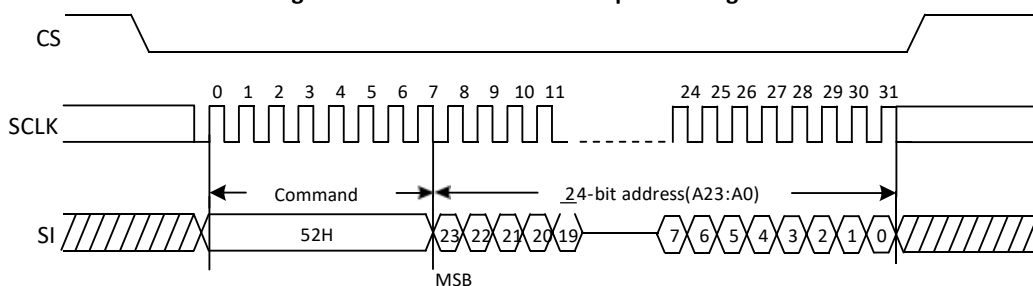 CS
0 1 2 3 4 5 6 7 8 9 10 11 24 25 26 27 28 29 30 31
SCLK
Command 24-bit address(A23:A0)
SI 52H 23 22 21 20 19 7 6 5 4 3 2 1 0
MSB